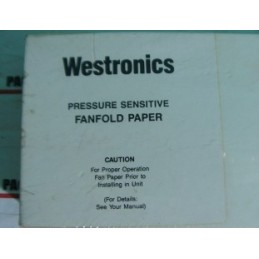 Westronics
PRESSURE SENSITIVE
FANFOLD PAPER
CAUTION
For Proper Operation
Fan Paper Prior to
Installing in Unit
(For Details:
See Your Manual)